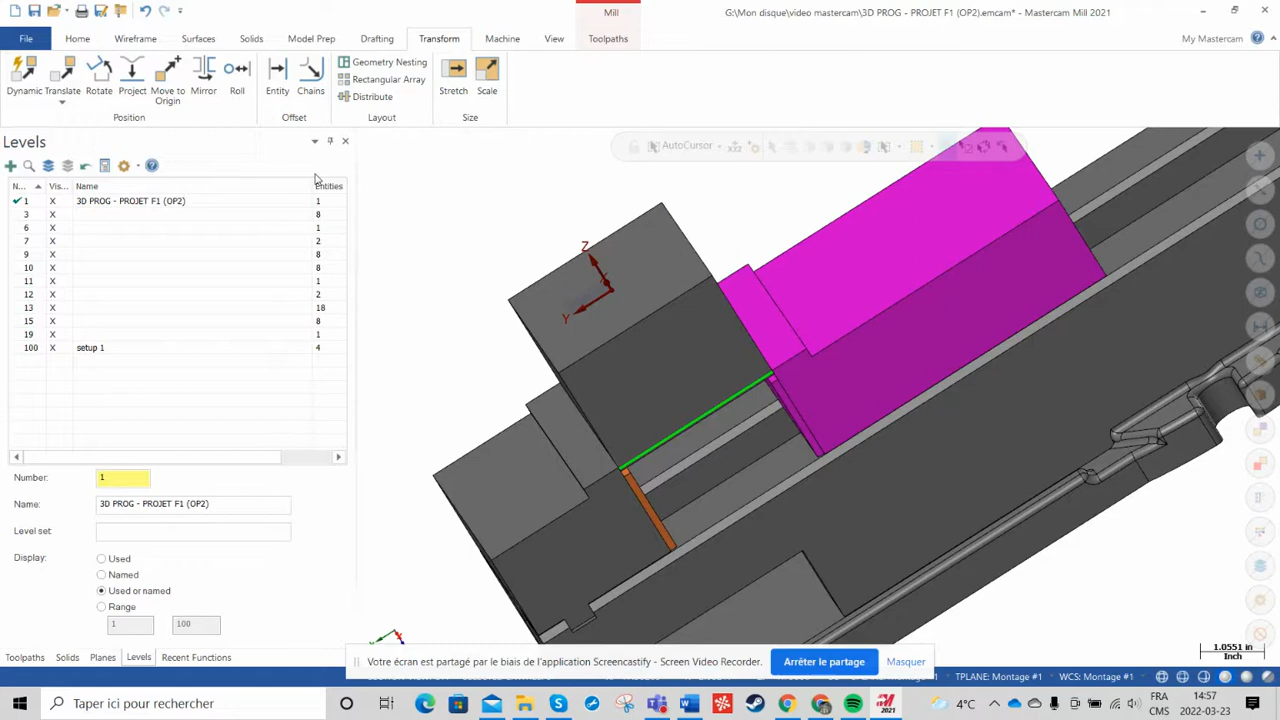 Mill
G:\Mon disque\video mastercam\3D PROG - PROJET F1 (OP2).emcam* - Mastercam Mill 2021
File Home Wireframe Surfaces Solids Model Prep Drafting Transform Machine View Toolpaths My Mastercam
Dynamic Translate Rotate Project Move to Origin Mirror Roll
Position
Entity Chains
Offset
Geometry Nesting
Rectangular Array
Distribute
Layout
Stretch Scale
Size
Levels
AutoCursor
N... Vis... Name Entities
1 X 3D PROG - PROJET F1 (OP2) 1
3 X 8
6 X 1
7 X 2
9 X 8
10 X 8
11 X 1
12 X 2
13 X 18
15 X 8
19 X 1
100 X setup 1 4
Z
Y
Number: 1
Name: 3D PROG - PROJET F1 (OP2)
Level set:
Display: Used
Named
Used or named
Range
1 100
1.0551 in
Inch
Toolpaths Solids Planes Levels Recent Functions
Votre écran est partagé par le biais de l'application Screencastify - Screen Video Recorder. Arrêter le partage Masquer
TPLANE: Montage #1 WCS: Montage #1
Taper ici pour rechercher
4°C
FRA
CMS
14:57
2022-03-23